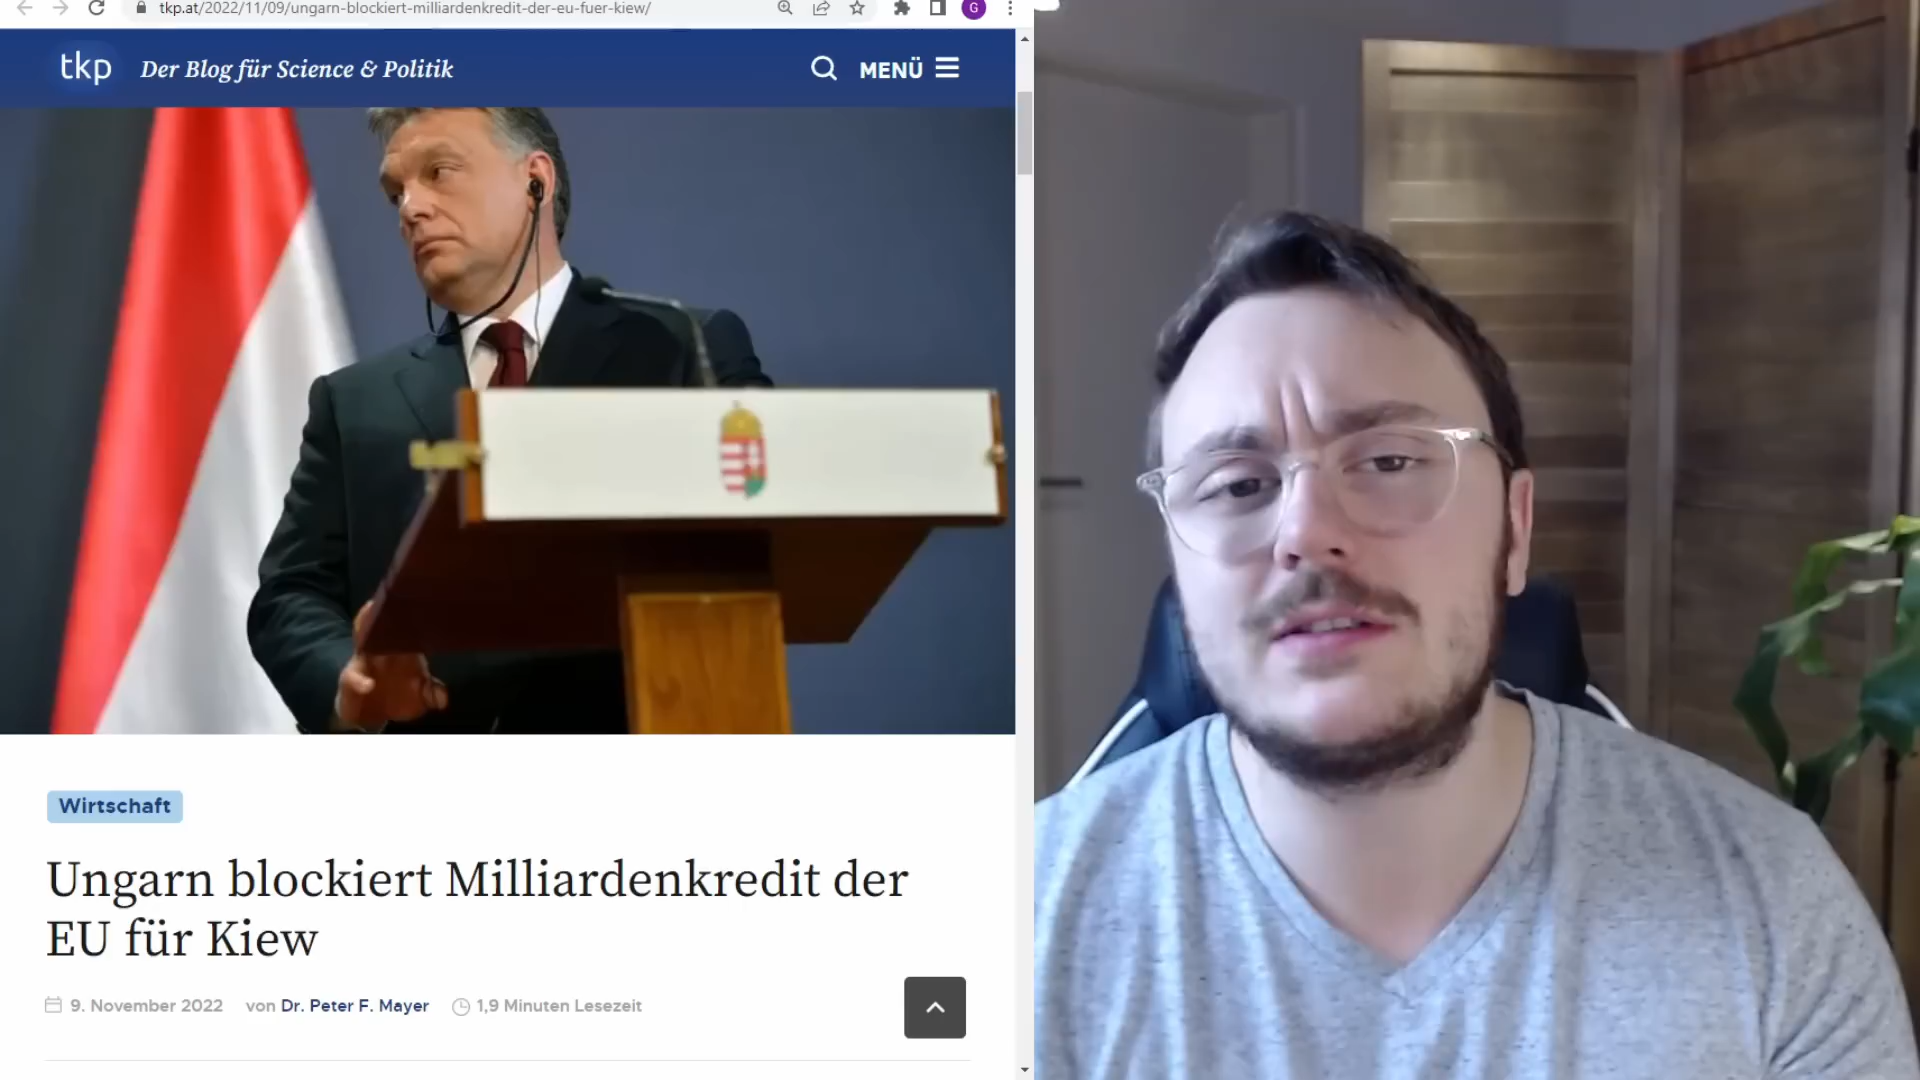 tkp.at/2022/11/09/ungarn-blockiert-milliardenkredit-der-eu-fuer-kiew/
G
tkp Der Blog für Science & Politik MENÜ
Wirtschaft
Ungarn blockiert Milliardenkredit der
EU für Kiew
9. November 2022 von Dr. Peter F. Mayer 1,9 Minuten Lesezeit